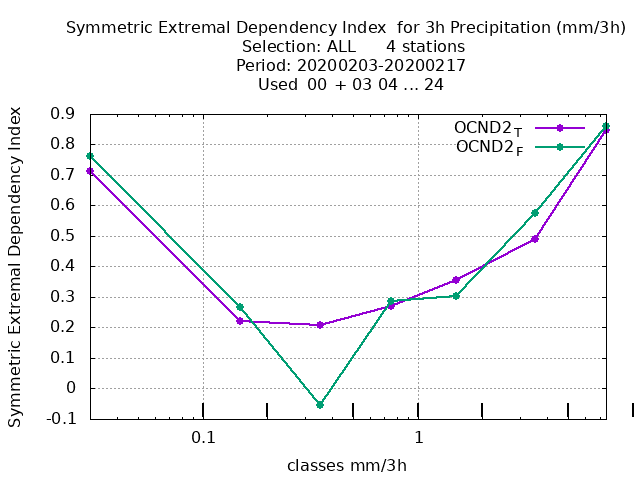 Symmetric Extremal Dependency Index  for 3h Precipitation (mm/3h)
Selection: ALL      4 stations
Period: 20200203-20200217
Used  00  + 03 04 ... 24
OCND2T
OCND2F
Symmetric Extremal Dependency Index
0.9
0.8
0.7
0.6
0.5
0.4
0.3
0.2
0.1
0
-0.1
0.1 1
classes mm/3h